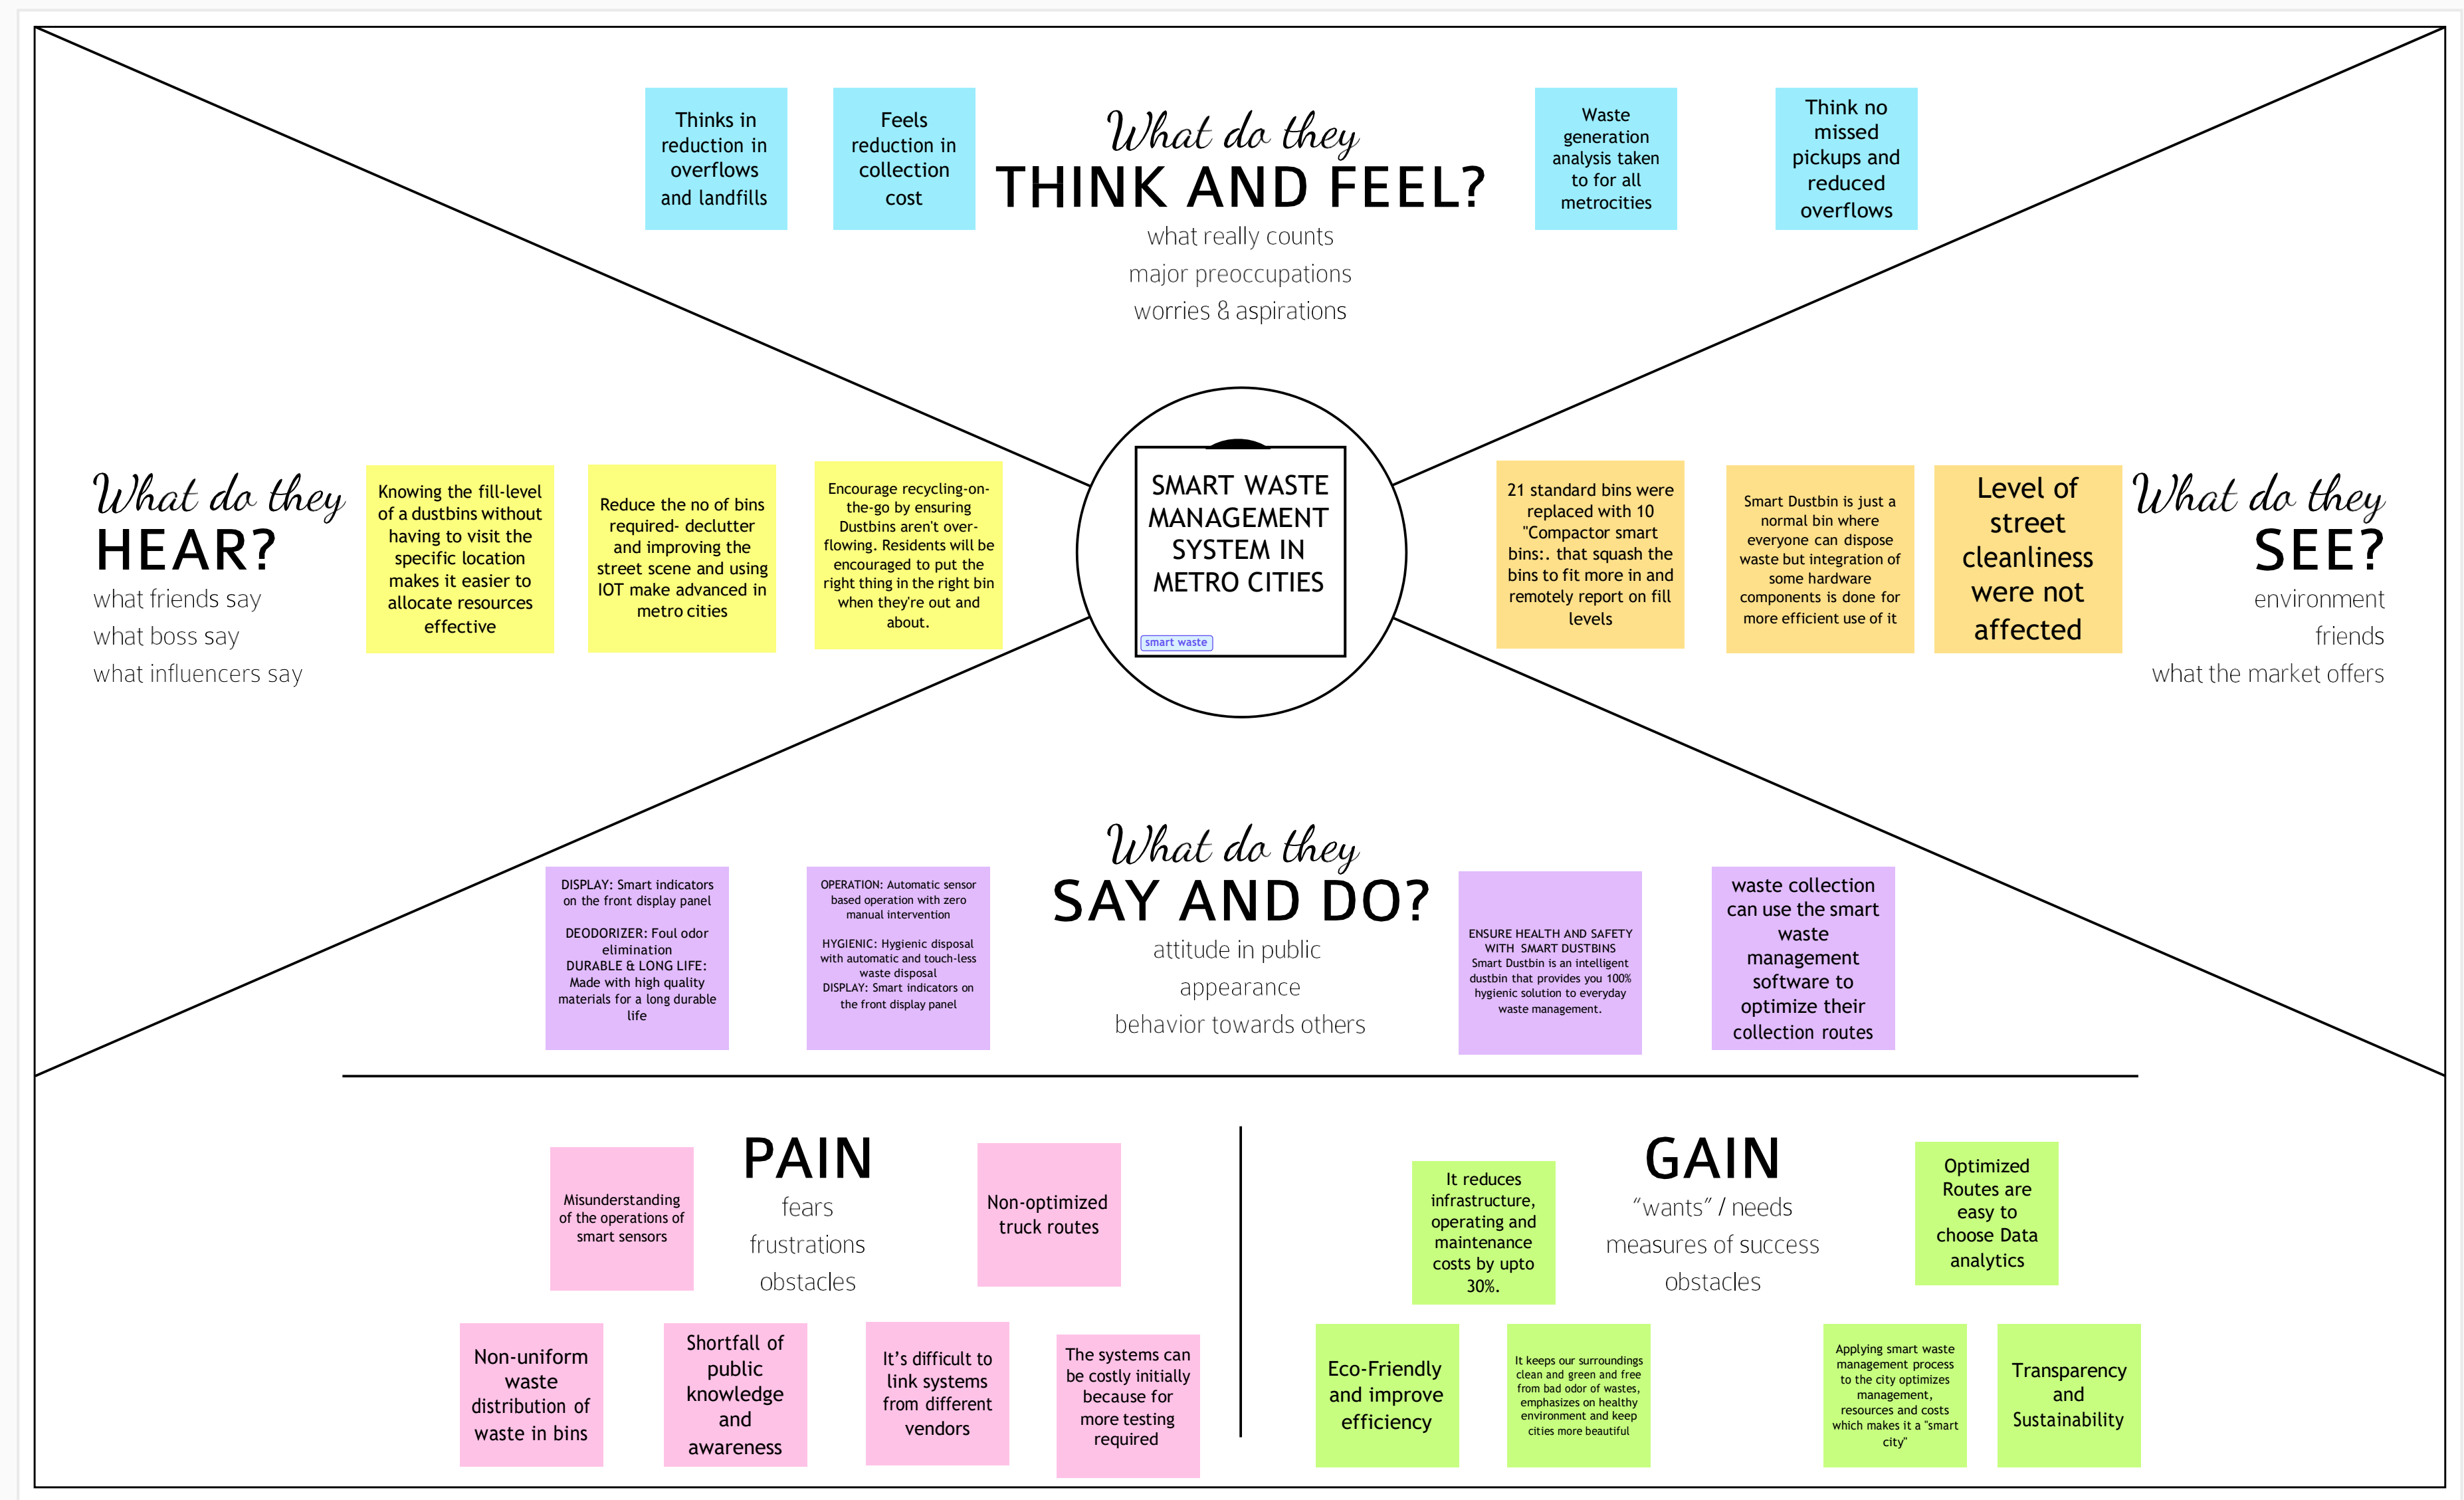 Thinks in
reduction in
overflows
and landfills
Feels
reduction in
collection
cost
What do they
THINK AND FEEL?
what really counts
major preoccupations
worries & aspirations
Waste
generation
analysis taken
to for all
metrocities
Think no
missed
pickups and
reduced
overflows
What do they
HEAR?
what friends say
what boss say
what influencers say
Knowing the fill-level
of a dustbins without
having to visit the
specific location
makes it easier to
allocate resources
effective
Reduce the no of bins
required- declutter
and improving the
street scene and using
IOT make advanced in
metro cities
Encourage recycling-on-
the-go by ensuring
Dustbins aren't over-
flowing. Residents will be
encouraged to put the
right thing in the right bin
when they're out and
about.
SMART WASTE
MANAGEMENT
SYSTEM IN
METRO CITIES
smart waste
21 standard bins were
replaced with 10
"Compactor smart
bins:. that squash the
bins to fit more in and
remotely report on fill
levels
Smart Dustbin is just a
normal bin where
everyone can dispose
waste but integration of
some hardware
components is done for
more efficient use of it
Level of
street
cleanliness
were not
affected
What do they
SEE?
environment
friends
what the market offers
DISPLAY: Smart indicators
on the front display panel
DEODORIZER: Foul odor
elimination
DURABLE & LONG LIFE:
Made with high quality
materials for a long durable
life
OPERATION: Automatic sensor
based operation with zero
manual intervention
HYGIENIC: Hygienic disposal
with automatic and touch-less
waste disposal
DISPLAY: Smart indicators on
the front display panel
What do they
SAY AND DO?
attitude in public
appearance
behavior towards others
ENSURE HEALTH AND SAFETY
WITH SMART DUSTBINS
Smart Dustbin is an intelligent
dustbin that provides you 100%
hygienic solution to everyday
waste management.
waste collection
can use the smart
waste
management
software to
optimize their
collection routes
PAIN
fears
frustrations
obstacles
Misunderstanding
of the operations of
smart sensors
Non-optimized
truck routes
Non-uniform
waste
distribution of
waste in bins
Shortfall of
public
knowledge
and
awareness
It's difficult to
link systems
from different
vendors
The systems can
be costly initially
because for
more testing
required
GAIN
"wants" / needs
measures of success
obstacles
It reduces
infrastructure,
operating and
maintenance
costs by upto
30%.
Optimized
Routes are
easy to
choose Data
analytics
Eco-Friendly
and improve
efficiency
It keeps our surroundings
clean and green and free
from bad odor of wastes,
emphasizes on healthy
environment and keep
cities more beautiful
Applying smart waste
management process
to the city optimizes
management,
resources and costs
which makes it a "smart
city"
Transparency
and
Sustainability